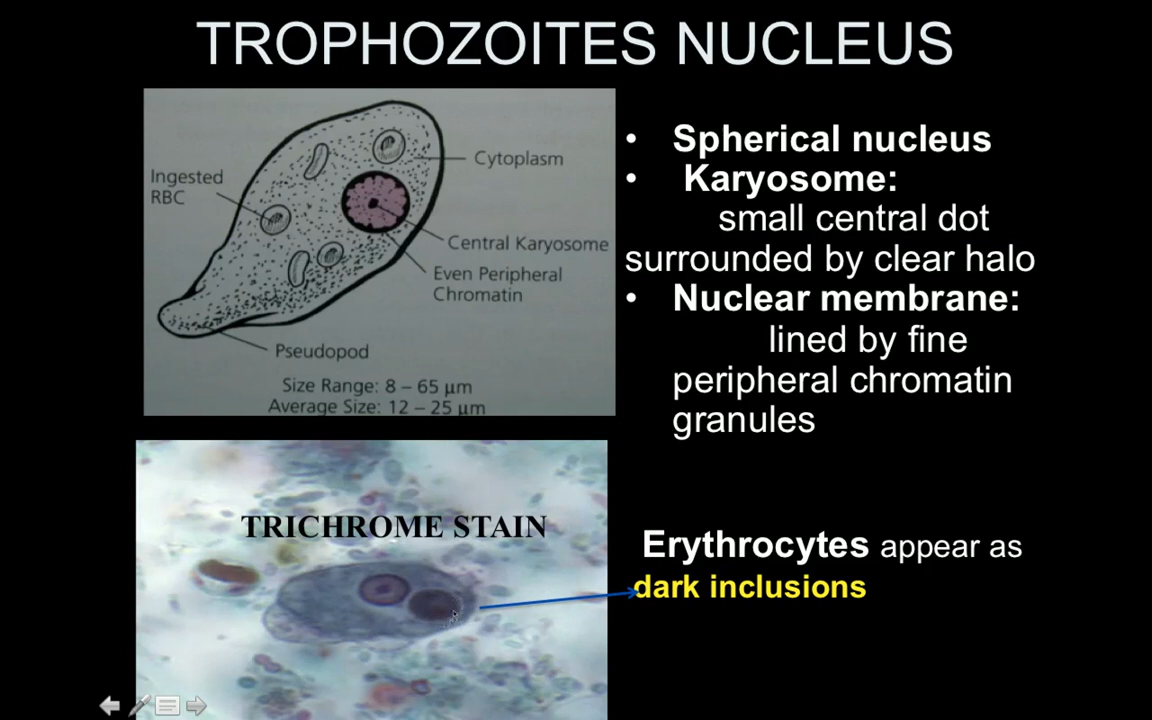 TROPHOZOITES NUCLEUS
Ingested
RBC
Cytoplasm
Central Karyosome
Even Peripheral
Chromatin
Pseudopod
Size Range: 8 – 65 µm
Average Size: 12 – 25 µm
• Spherical nucleus
• Karyosome:
small central dot
surrounded by clear halo
• Nuclear membrane:
lined by fine
peripheral chromatin
granules
TRICHROME STAIN
Erythrocytes appear as
dark inclusions